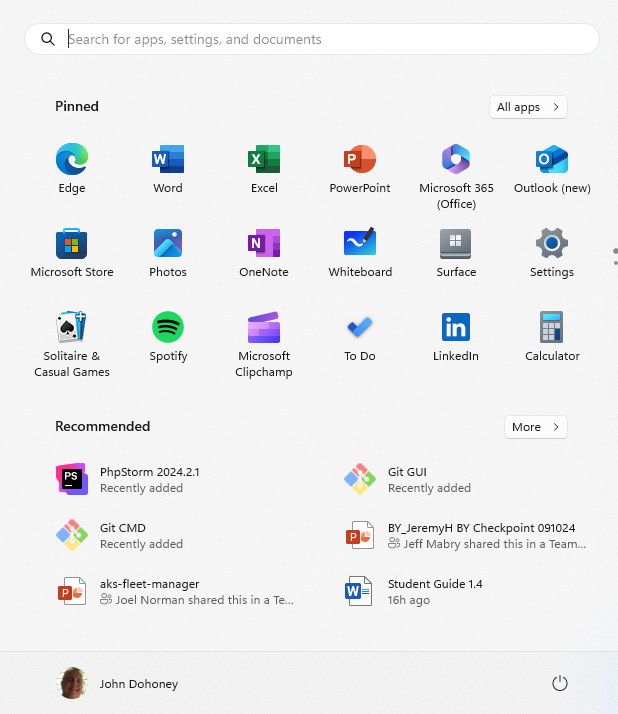 Search for apps, settings, and documents
Pinned
All apps
Edge
Word
Excel
PowerPoint
Microsoft 365
(Office)
Outlook (new)
Microsoft Store
Photos
OneNote
Whiteboard
Surface
Settings
Solitaire &
Casual Games
Spotify
Microsoft
Clipchamp
To Do
LinkedIn
Calculator
Recommended
More
PhpStorm 2024.2.1
Recently added
Git GUI
Recently added
Git CMD
Recently added
BY_JeremyH BY Checkpoint 091024
Jeff Mabry shared this in a Team...
aks-fleet-manager
Joel Norman shared this in a Te...
Student Guide 1.4
16h ago
John Dohoney